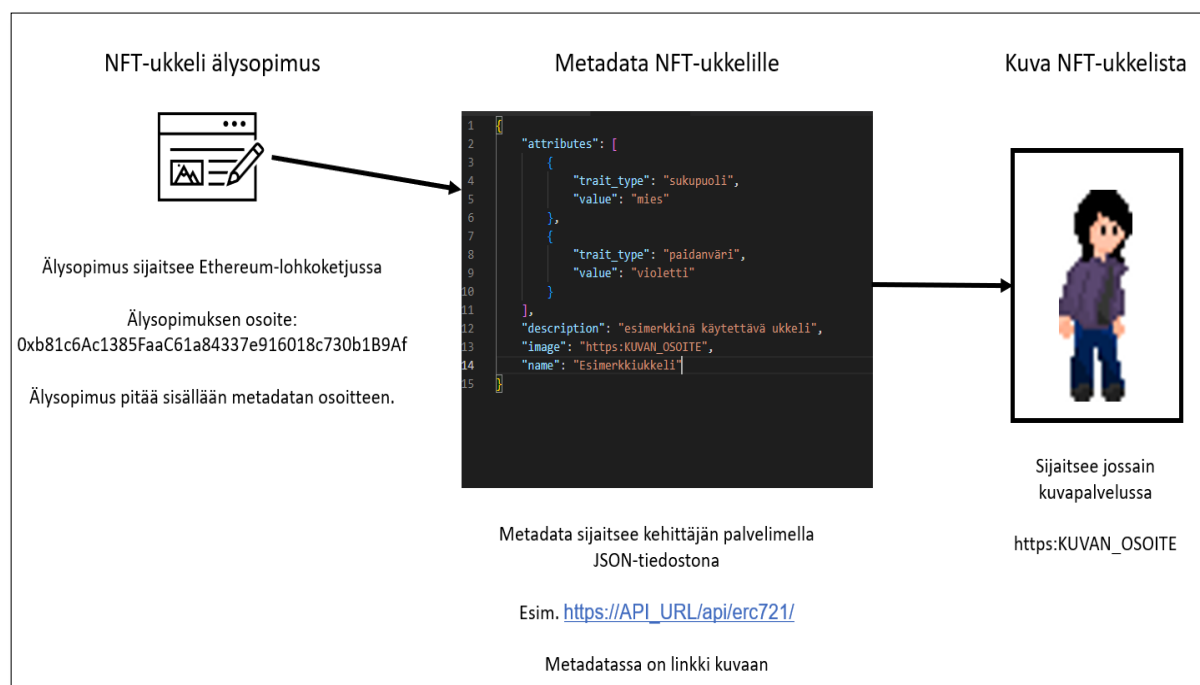 NFT-ukkeli älysopimus
Älysopimus sijaitsee Ethereum-lohkoketjussa
Älysopimuksen osoite:
0xb81c6Ac1385FaaC61a84337e916018c730b1B9Af
Älysopimus pitää sisällään metadatan osoitteen.
Metadata NFT-ukkelille
1 {
2 "attributes": [
3 {
4 "trait_type": "sukupuoli",
5 "value": "mies"
6 },
7 {
8 "trait_type": "paidanväri",
9 "value": "violetti"
10 }
11 ],
12 "description": "esimerkkinä käytettävä ukkeli",
13 "image": "https:KUVAN_OSOITE",
14 "name": "Esimerkkiukkeli"
15 }
Metadata sijaitsee kehittäjän palvelimella
JSON-tiedostona
Esim. https://API_URL/api/erc721/
Metadatassa on linkki kuvaan
Kuva NFT-ukkelista
Sijaitsee jossain
kuvapalvelussa
https:KUVAN_OSOITE